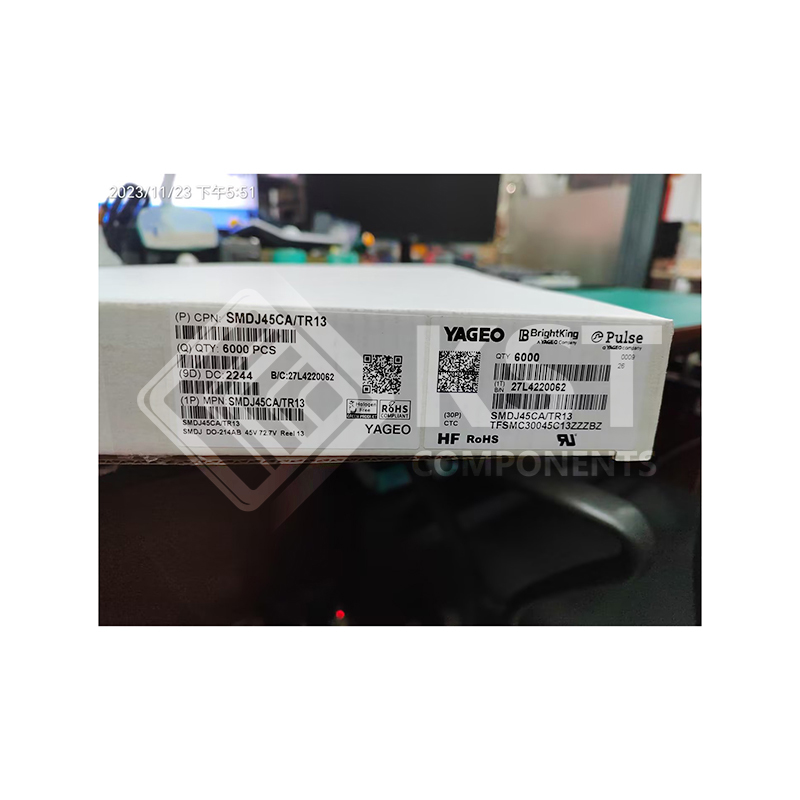 2023/11/23 下午5:51
(P) CPN: SMDJ45CA/TR13
(Q) QTY: 6000 PCS
(9D) DC: 2244 B/C:27L4220062
(1P) MPN SMDJ45CA/TR13
SMDJ45CA/TR13
SMDJ DO-214AB 45V 72.7V Reel 13
Halogen Free
RoHS
COMPLIANT
YAGEO
YAGEO BrightKing Pulse
A YAGEO Company a YAGEO company
QTY 6000 0009
26
(1T) B/N 27L4220062
(30P) SMDJ45CA/TR13
CTC TFSMC30045C13ZZZBZ
HF RoHS
KST
COMPONENTS